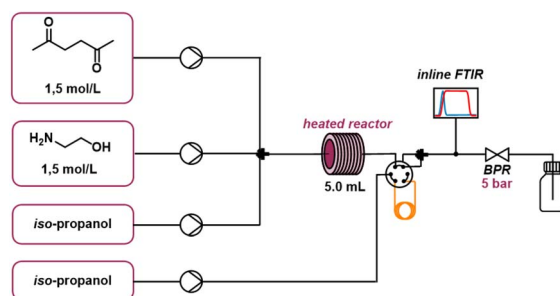 O
O
1,5 mol/L
H₂N
OH
1,5 mol/L
iso-propanol
iso-propanol
heated reactor
5.0 mL
inline FTIR
BPR
5 bar